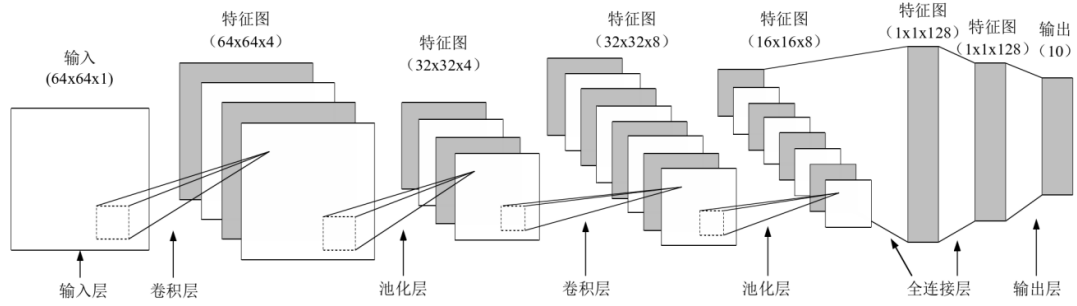 输入
(64x64x1)
特征图
（64x64x4）
特征图
（32x32x4）
特征图
（32x32x8）
特征图
（16x16x8）
特征图
（1x1x128）
特征图
（1x1x128）
输出
（10）
输入层
卷积层
池化层
卷积层
池化层
全连接层
输出层